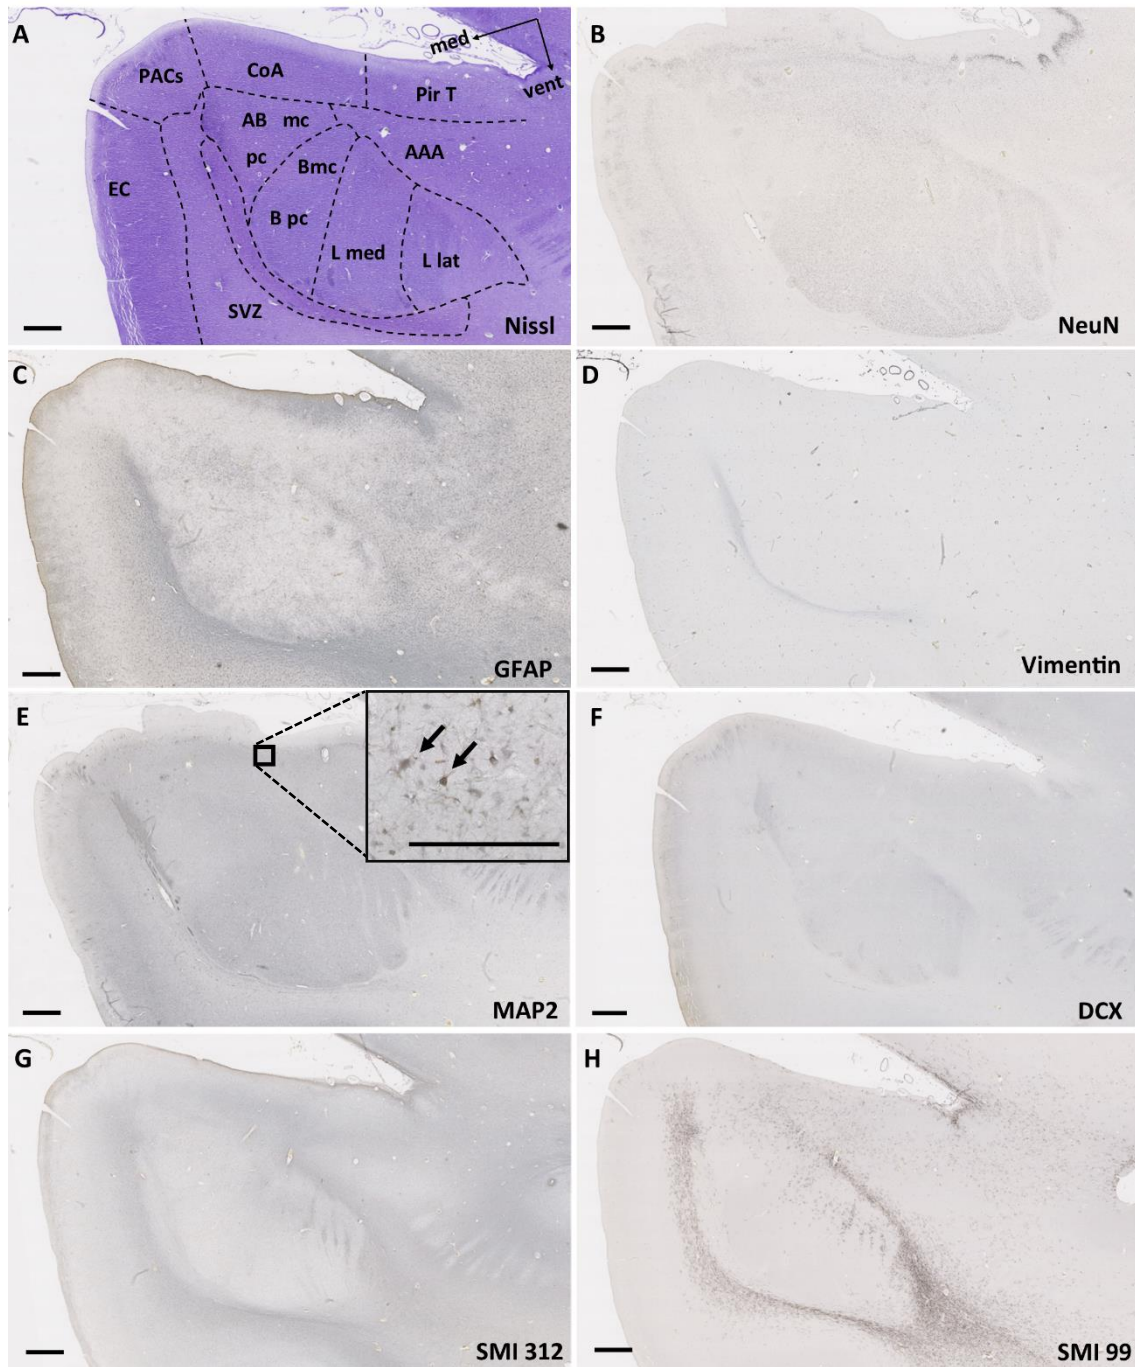 A
med
vent
PACs
CoA
Pir T
AB mc
pc
Bmc
AAA
EC
B pc
L med
L lat
SVZ
Nissl
B
NeuN
C
GFAP
D
Vimentin
E
MAP2
F
DCX
G
SMI 312
H
SMI 99